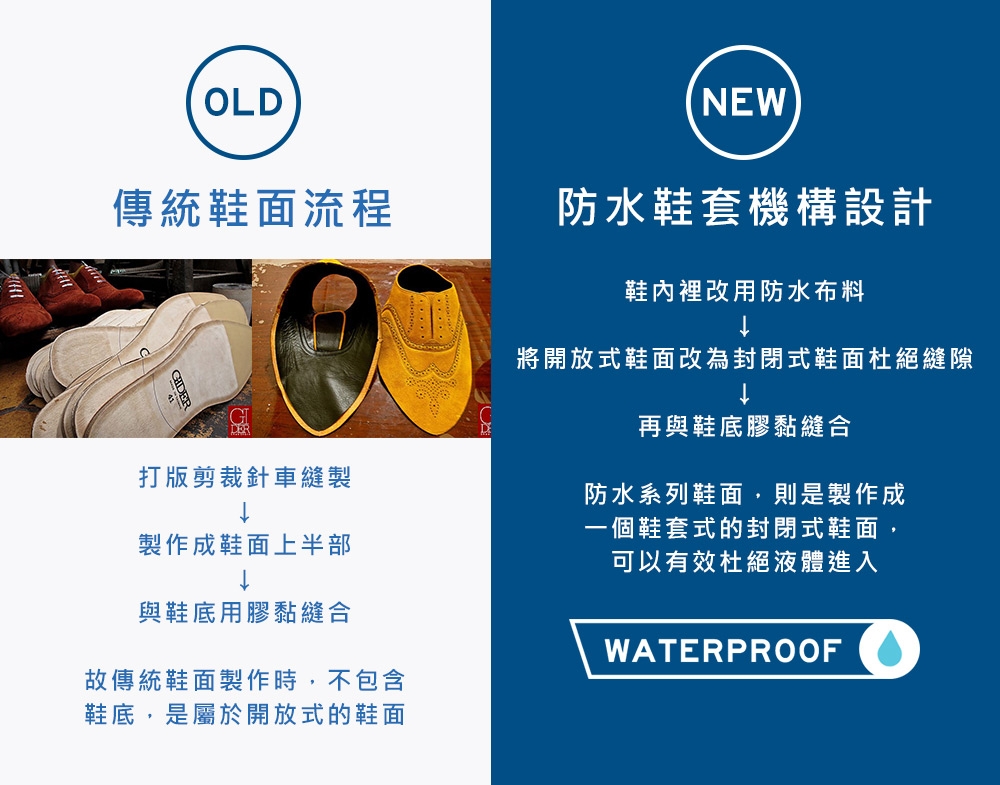 OLD
傳統鞋面流程
GIDER
41
GI
DER
打版剪裁針車縫製
↓
製作成鞋面上半部
↓
與鞋底用膠黏縫合
故傳統鞋面製作時，不包含
鞋底，是屬於開放式的鞋面
NEW
防水鞋套機構設計
鞋內裡改用防水布料
↓
將開放式鞋面改為封閉式鞋面杜絕縫隙
↓
再與鞋底膠黏縫合
防水系列鞋面，則是製作成
一個鞋套式的封閉式鞋面，
可以有效杜絕液體進入
WATERPROOF